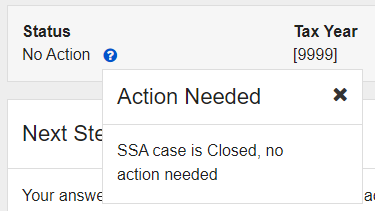 Status
Tax Year
No Action
[9999]
Action Needed
Next Ste
SSA case is Closed, no
action needed
Your answe